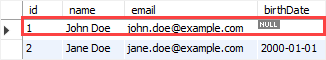 id name email birthDate
1 John Doe john.doe@example.com NULL
2 Jane Doe jane.doe@example.com 2000-01-01